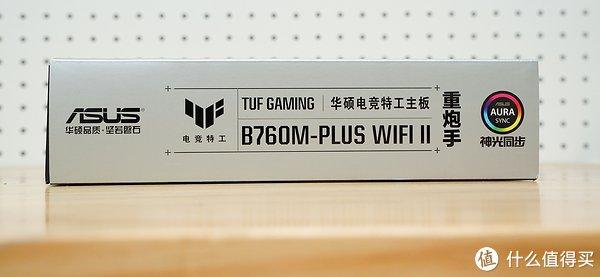 ASUS®
华硕品质·坚若磐石
电竞特工
TUF GAMING | 华硕电竞特工主板
B760M-PLUS WIFI II
重炮手
ASUS
AURA
SYNC
神光同步
值 什么值得买